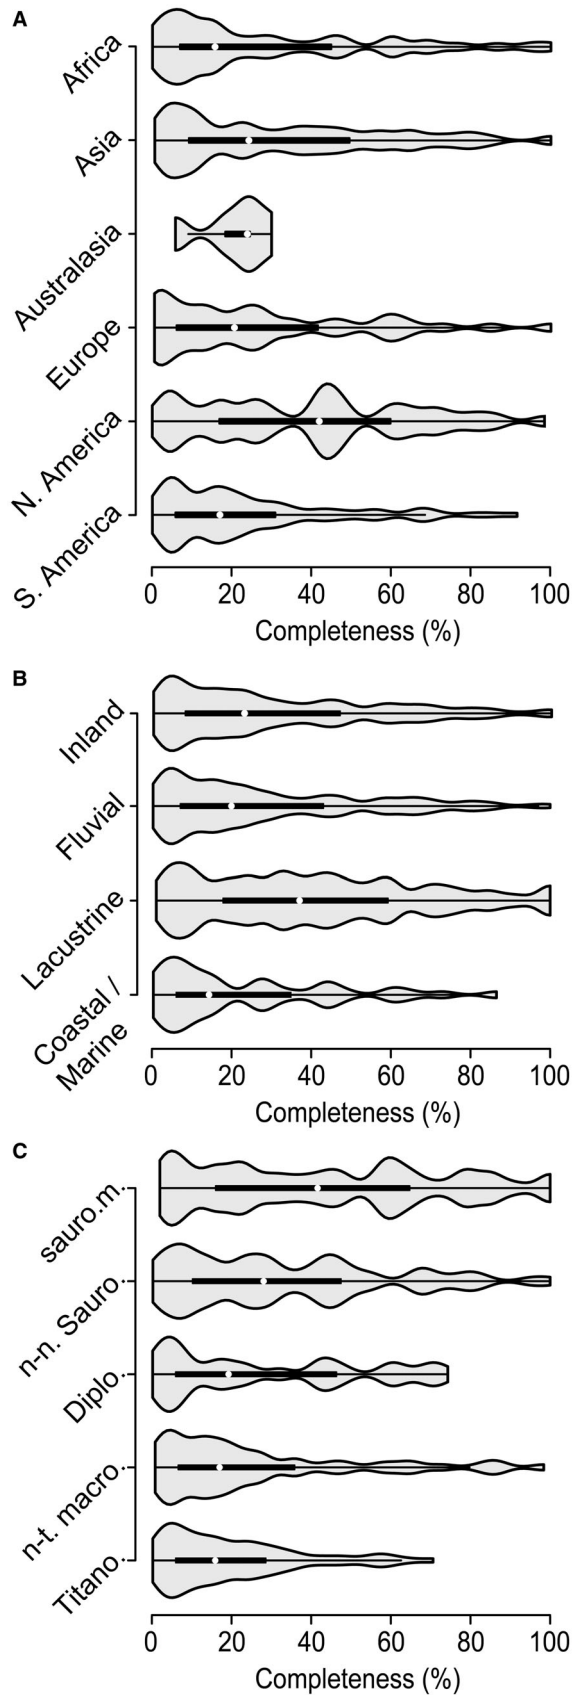 A
Africa
Asia
Australasia
Europe
N. America
S. America
0 20 40 60 80 100
Completeness (%)
B
Inland
Fluvial
Lacustrine
Coastal /
Marine
0 20 40 60 80 100
Completeness (%)
C
sauro.m.
n-n. Sauro.
Diplo.
n-t. macro.
Titano.
0 20 40 60 80 100
Completeness (%)